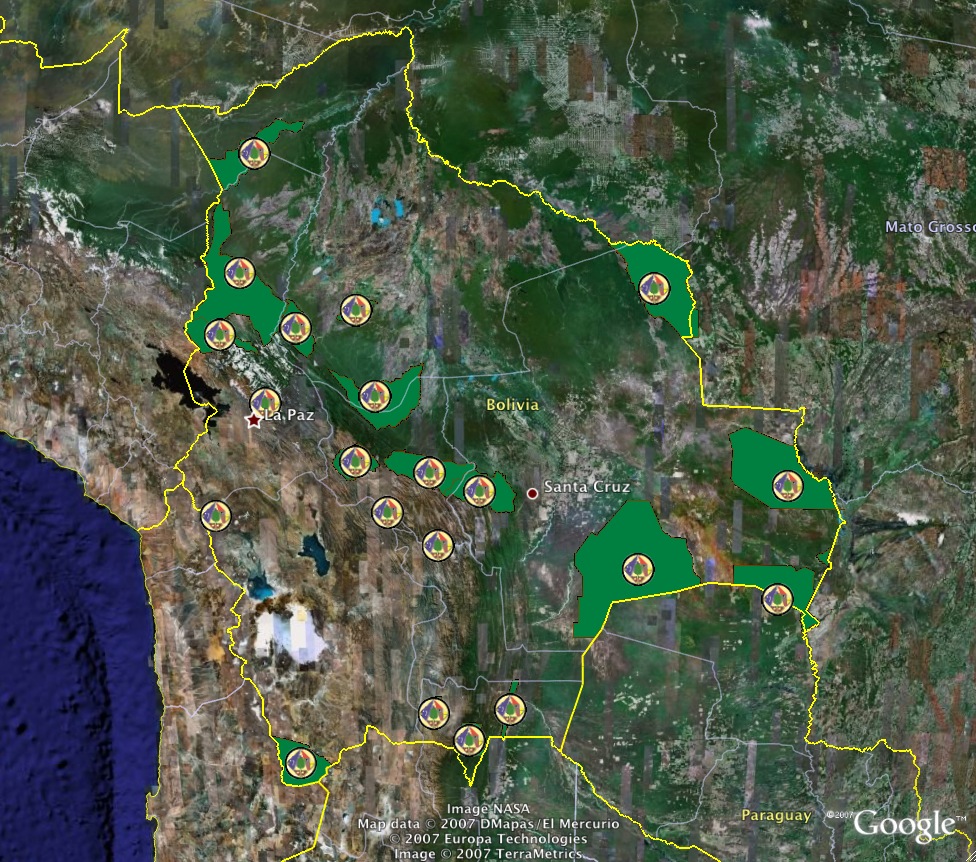 Mato Grosso
La Paz
Bolivia
Santa Cruz
Image NASA
Map data © 2007 DMapas/El Mercurio
© 2007 Europa Technologies
Image © 2007 TerraMetrics
Paraguay
©2007 Google™